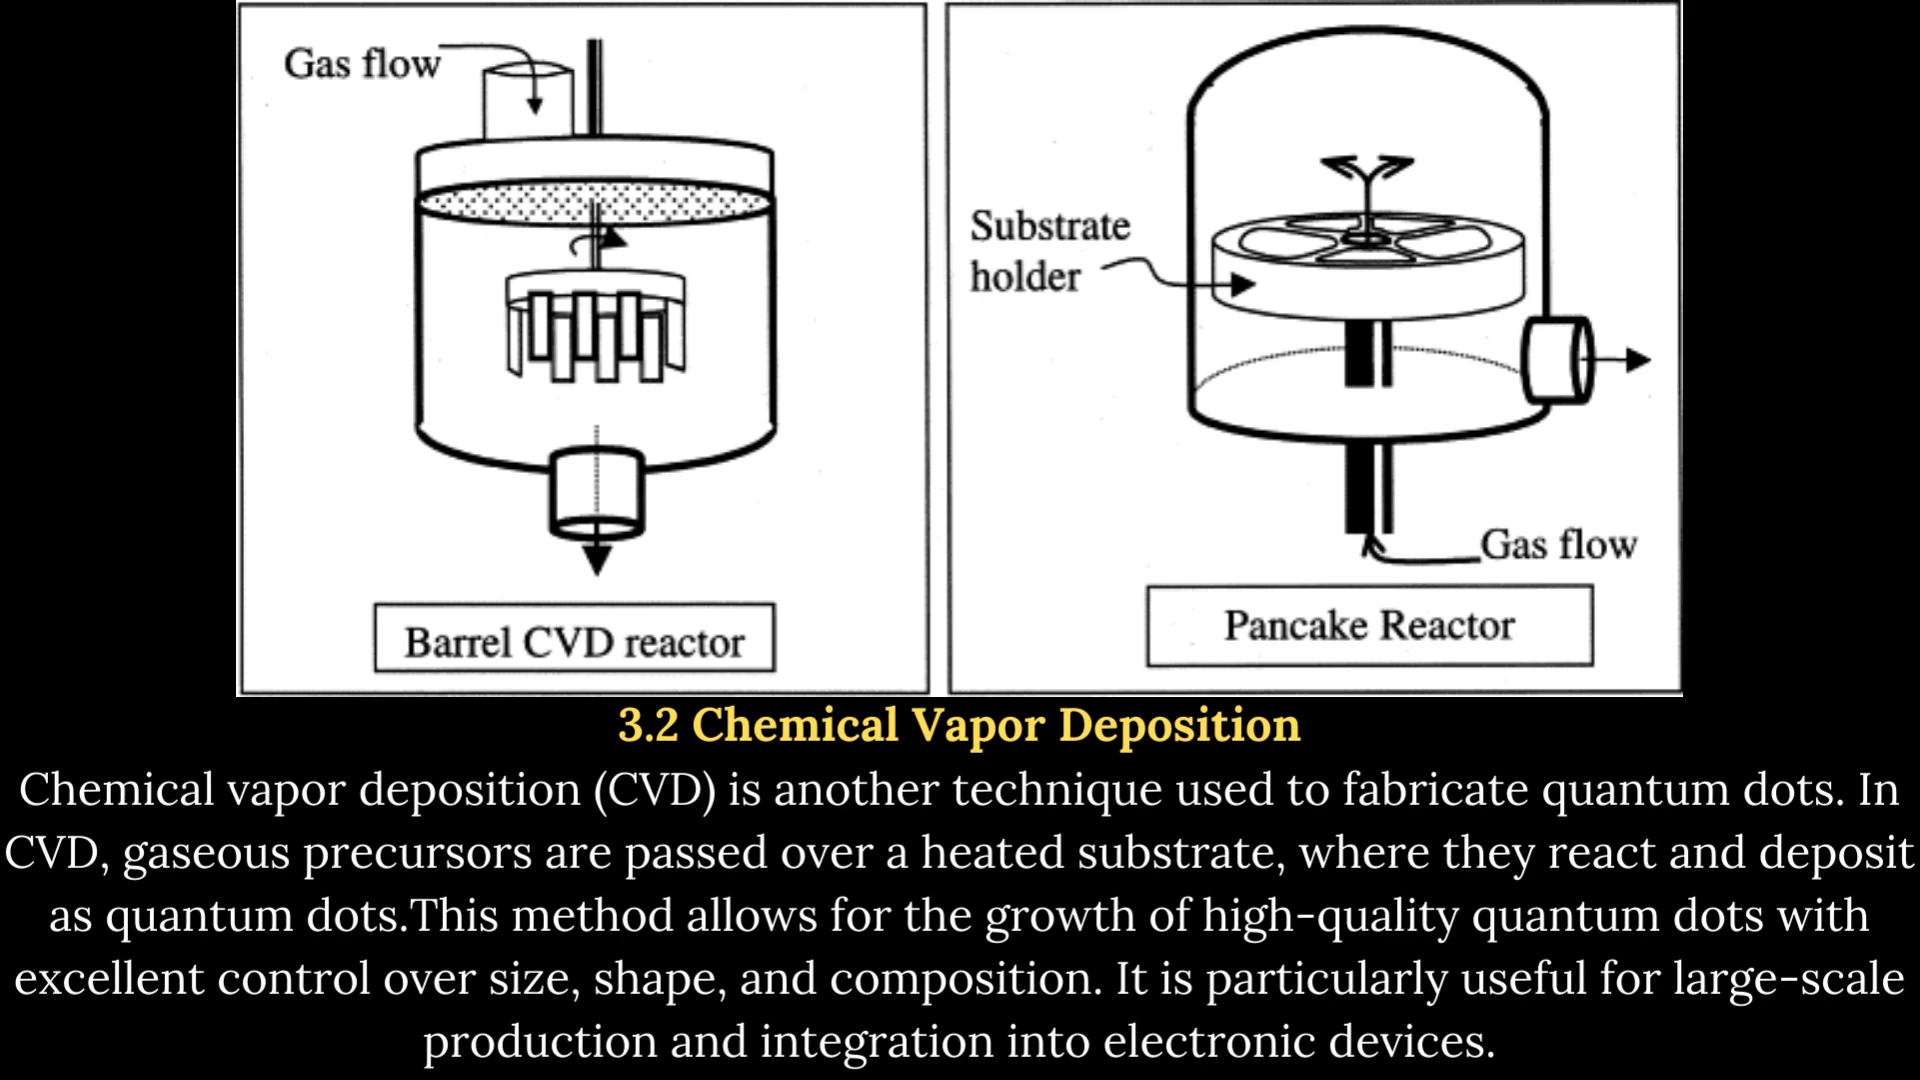 Gas flow
Barrel CVD reactor
Substrate
holder
Gas flow
Pancake Reactor
3.2 Chemical Vapor Deposition
Chemical vapor deposition (CVD) is another technique used to fabricate quantum dots. In
CVD, gaseous precursors are passed over a heated substrate, where they react and deposit
as quantum dots.This method allows for the growth of high-quality quantum dots with
excellent control over size, shape, and composition. It is particularly useful for large-scale
production and integration into electronic devices.